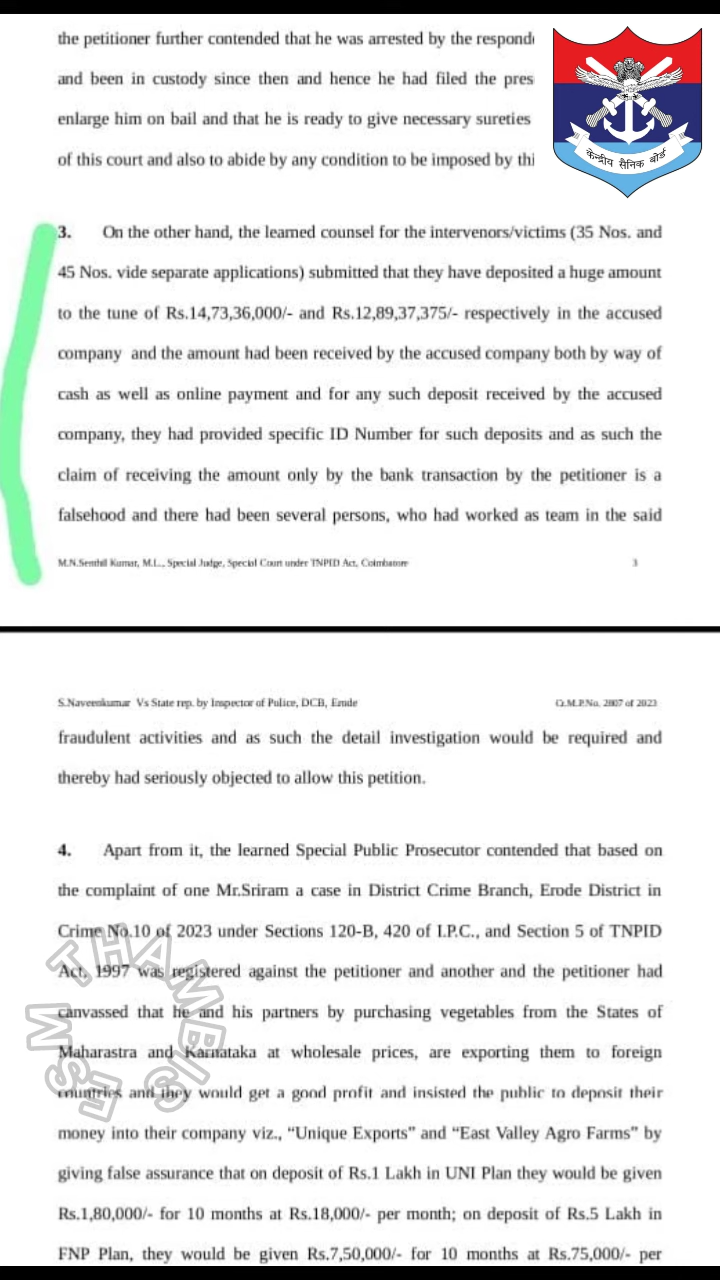 the petitioner further contended that he was arrested by the responde
and been in custody since then and hence he had filed the pres
enlarge him on bail and that he is ready to give necessary sureties
of this court and also to abide by any condition to be imposed by thi
केन्द्रीय सैनिक बोर्ड
3. On the other hand, the learned counsel for the intervenors/victims (35 Nos. and
45 Nos. vide separate applications) submitted that they have deposited a huge amount
to the tune of Rs.14,73,36,000/- and Rs.12,89,37,375/- respectively in the accused
company and the amount had been received by the accused company both by way of
cash as well as online payment and for any such deposit received by the accused
company, they had provided specific ID Number for such deposits and as such the
claim of receiving the amount only by the bank transaction by the petitioner is a
falsehood and there had been several persons, who had worked as team in the said
M.N.Senthil Kumar, M.L., Special Judge, Special Court under TNPID Act, Coimbatore 3
S.Naveenkumar Vs State rep. by Inspector of Police, DCB, Erode Cr.M.P.No. 2807 of 2023
fraudulent activities and as such the detail investigation would be required and
thereby had seriously objected to allow this petition.
4. Apart from it, the learned Special Public Prosecutor contended that based on
the complaint of one Mr.Sriram a case in District Crime Branch, Erode District in
Crime No.10 of 2023 under Sections 120-B, 420 of I.P.C., and Section 5 of TNPID
Act, 1997 was registered against the petitioner and another and the petitioner had
canvassed that he and his partners by purchasing vegetables from the States of
Maharastra and Karnataka at wholesale prices, are exporting them to foreign
countries and they would get a good profit and insisted the public to deposit their
money into their company viz., “Unique Exports” and “East Valley Agro Farms” by
giving false assurance that on deposit of Rs.1 Lakh in UNI Plan they would be given
Rs.1,80,000/- for 10 months at Rs.18,000/- per month; on deposit of Rs.5 Lakh in
FNP Plan, they would be given Rs.7,50,000/- for 10 months at Rs.75,000/- per